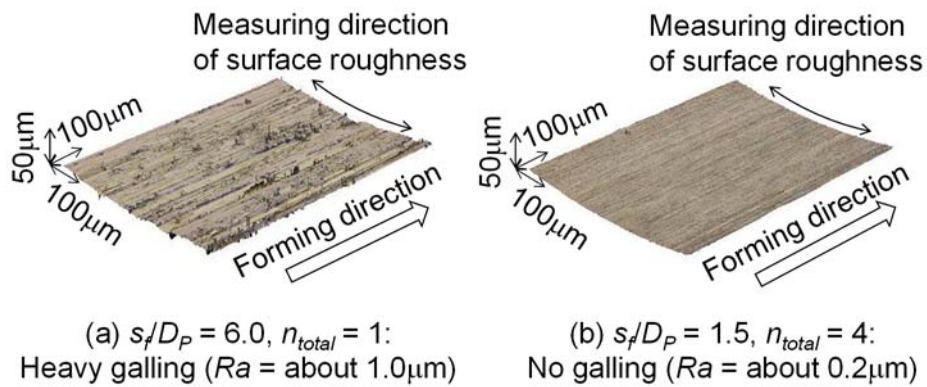 Measuring direction
of surface roughness
50μm
100μm
100μm
Forming direction
(a) s_f/D_P = 6.0, n_total = 1:
Heavy galling (Ra = about 1.0μm)
Measuring direction
of surface roughness
50μm
100μm
100μm
Forming direction
(b) s_f/D_P = 1.5, n_total = 4:
No galling (Ra = about 0.2μm)